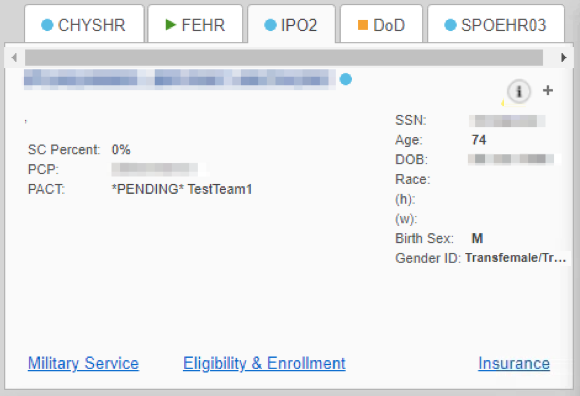 CHYSHR FEHR IPO2 DoD SPOEHR03
,
SC Percent: 0%
PCP:
PACT: *PENDING* TestTeam1
SSN:
Age: 74
DOB:
Race:
(h):
(w):
Birth Sex: M
Gender ID: Transfemale/Tr...
Military Service Eligibility & Enrollment Insurance